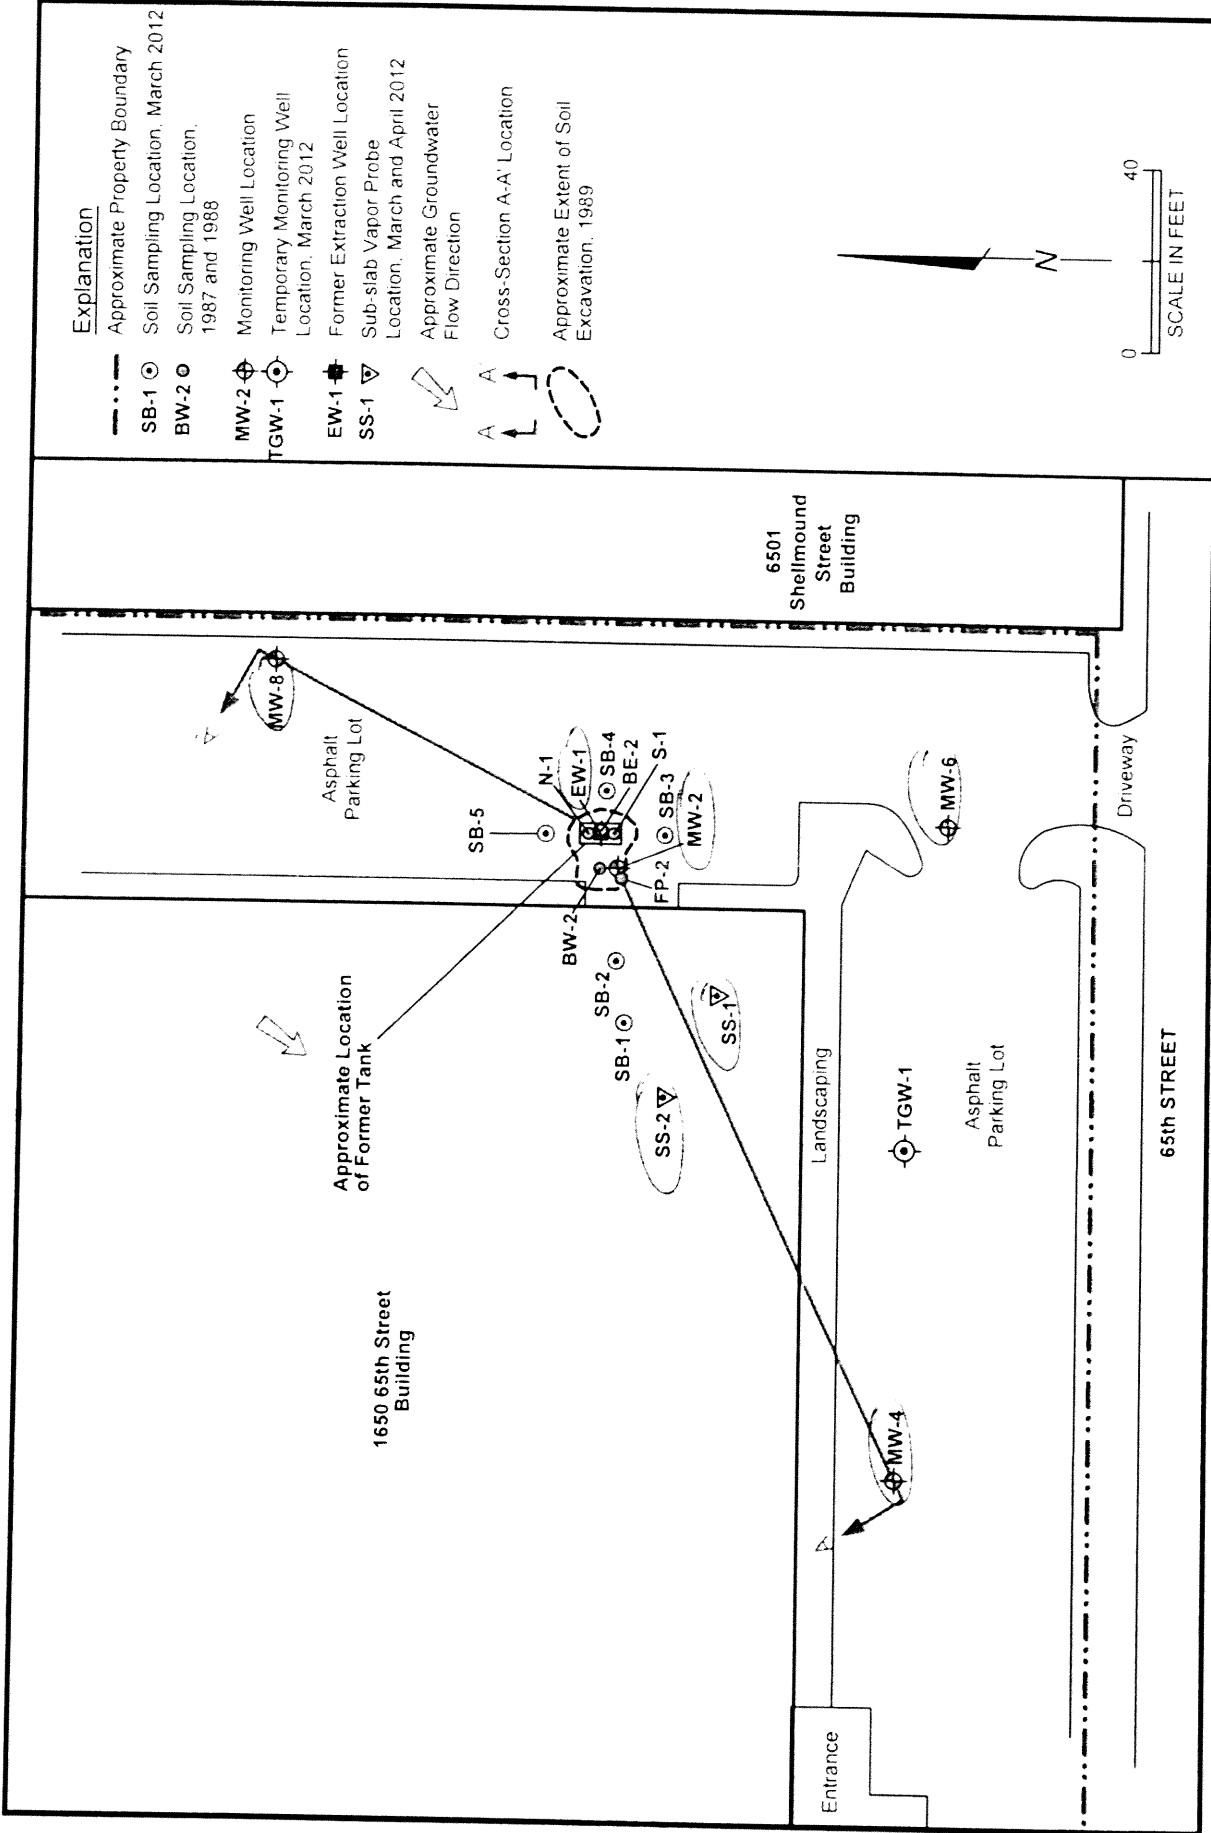 Explanation
Approximate Property Boundary
SB-1 Soil Sampling Location, March 2012
BW-2 Soil Sampling Location,
1987 and 1988
MW-2 Monitoring Well Location
TGW-1 Temporary Monitoring Well
Location, March 2012
EW-1 Former Extraction Well Location
SS-1 Sub-slab Vapor Probe
Location, March and April 2012
Approximate Groundwater
Flow Direction
A A' Cross-Section A-A' Location
Approximate Extent of Soil
Excavation, 1989
N
0 40
SCALE IN FEET
6501
Shellmound
Street
Building
MW-8
A'
Asphalt
Parking Lot
SB-5
N-1
EW-1
SB-4
BE-2
S-1
SB-3
MW-2
FP-2
BW-2
SB-2
SB-1
SS-1
SS-2
MW-6
Driveway
Approximate Location
of Former Tank
1650 65th Street
Building
Landscaping
TGW-1
Asphalt
Parking Lot
MW-4
A
Entrance
65th STREET